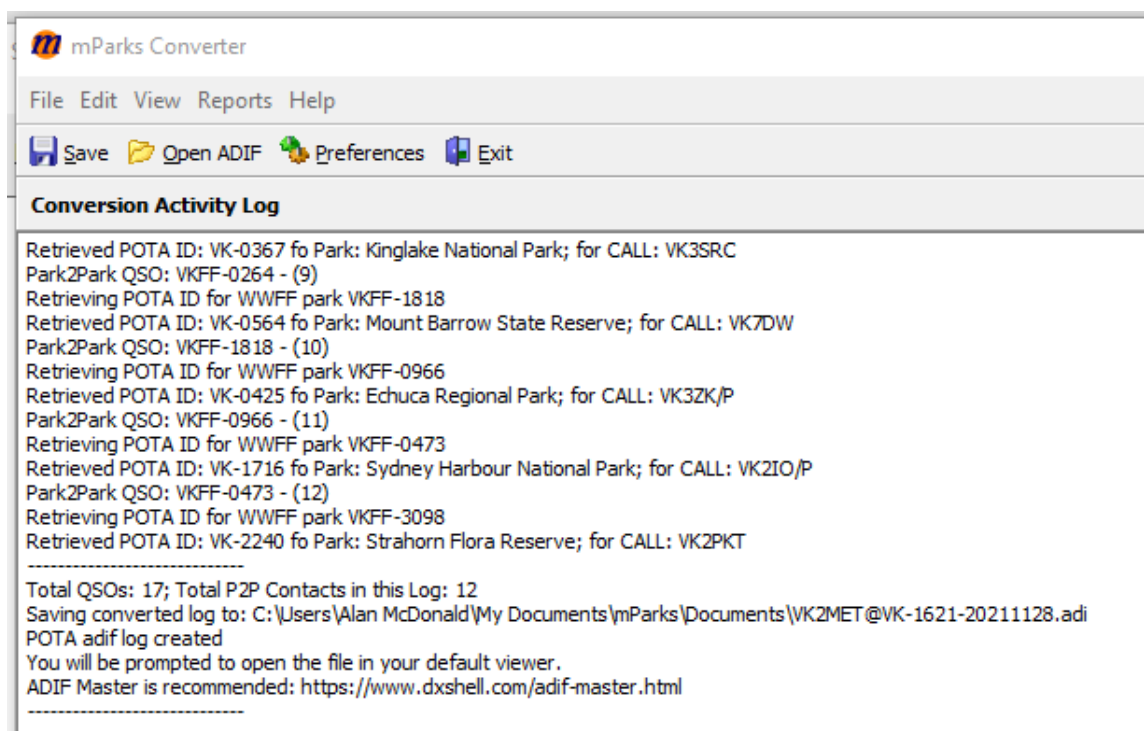 mParks Converter
File Edit View Reports Help
Save Open ADIF Preferences Exit
Conversion Activity Log
Retrieved POTA ID: VK-0367 fo Park: Kinglake National Park; for CALL: VK3SRC
Park2Park QSO: VKFF-0264 - (9)
Retrieving POTA ID for WWFF park VKFF-1818
Retrieved POTA ID: VK-0564 fo Park: Mount Barrow State Reserve; for CALL: VK7DW
Park2Park QSO: VKFF-1818 - (10)
Retrieving POTA ID for WWFF park VKFF-0966
Retrieved POTA ID: VK-0425 fo Park: Echuca Regional Park; for CALL: VK3ZK/P
Park2Park QSO: VKFF-0966 - (11)
Retrieving POTA ID for WWFF park VKFF-0473
Retrieved POTA ID: VK-1716 fo Park: Sydney Harbour National Park; for CALL: VK2IO/P
Park2Park QSO: VKFF-0473 - (12)
Retrieving POTA ID for WWFF park VKFF-3098
Retrieved POTA ID: VK-2240 fo Park: Strahorn Flora Reserve; for CALL: VK2PKT
-----------------------------
Total QSOs: 17; Total P2P Contacts in this Log: 12
Saving converted log to: C:\Users\Alan McDonald\My Documents\mParks\Documents\VK2MET@VK-1621-20211128.adi
POTA adif log created
You will be prompted to open the file in your default viewer.
ADIF Master is recommended: https://www.dxshell.com/adif-master.html
-----------------------------